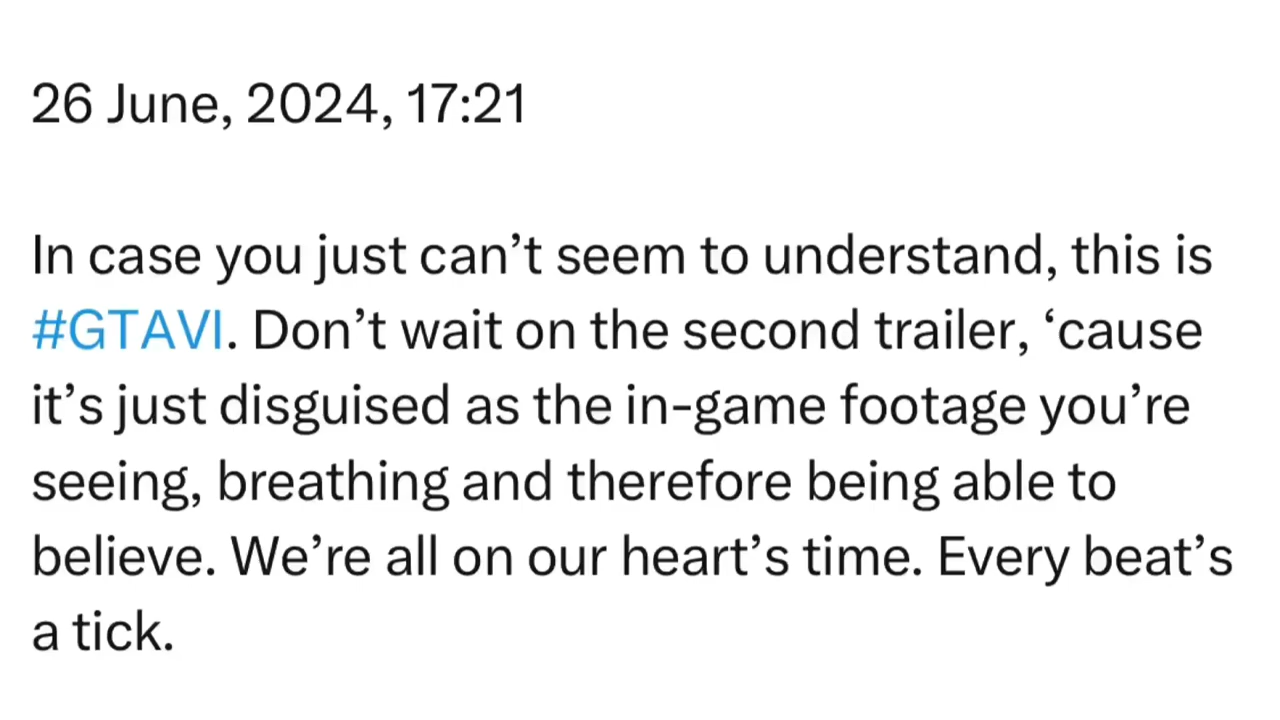 26 June, 2024, 17:21
In case you just can’t seem to understand, this is
#GTAVI. Don’t wait on the second trailer, ‘cause
it’s just disguised as the in-game footage you’re
seeing, breathing and therefore being able to
believe. We’re all on our heart’s time. Every beat’s
a tick.